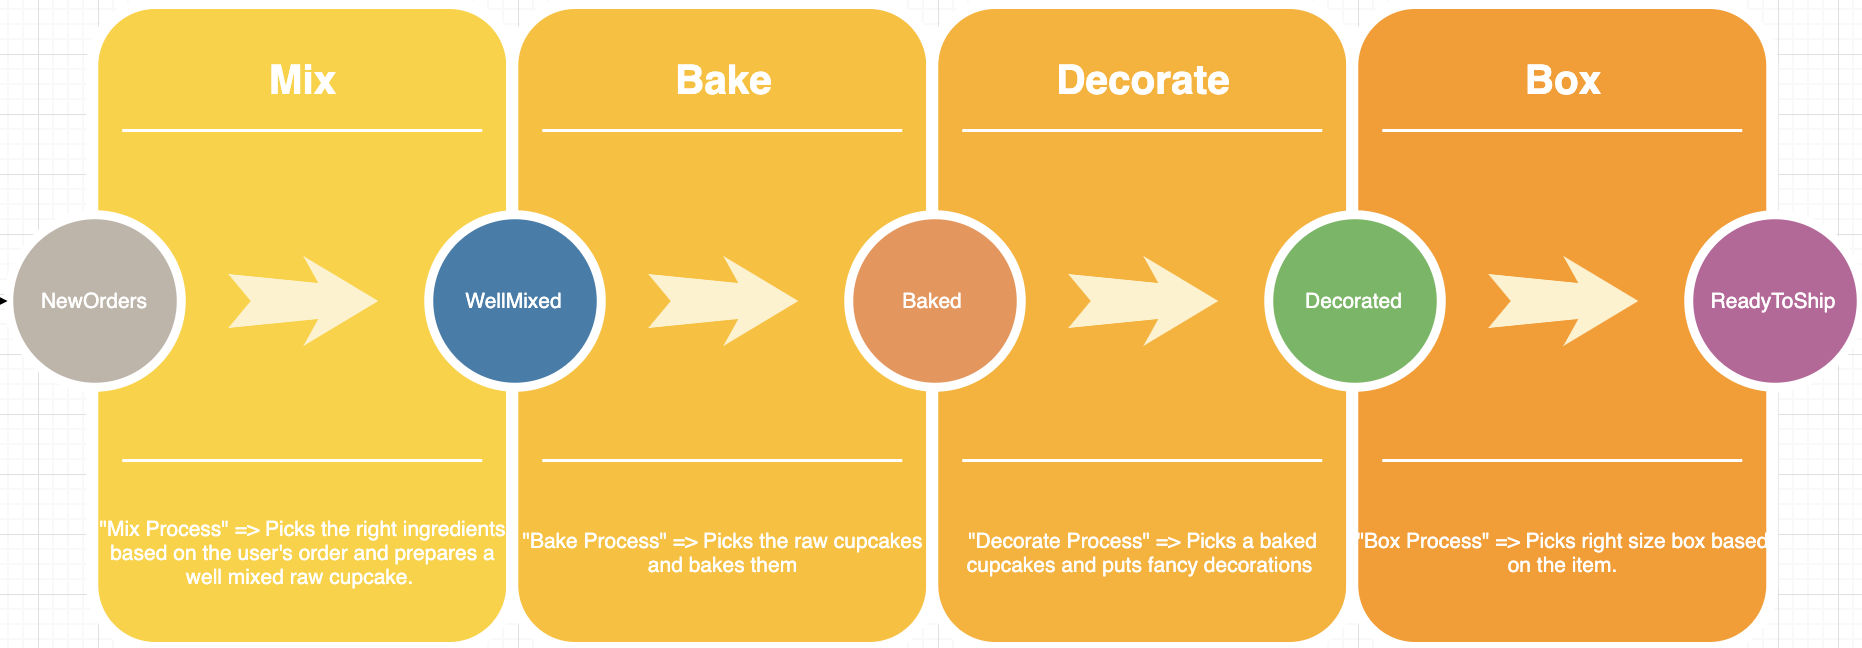 Mix
Bake
Decorate
Box
NewOrders
WellMixed
Baked
Decorated
ReadyToShip
"Mix Process" => Picks the right ingredients
based on the user's order and prepares a
well mixed raw cupcake.
"Bake Process" => Picks the raw cupcakes
and bakes them
"Decorate Process" => Picks a baked
cupcakes and puts fancy decorations
"Box Process" => Picks right size box based
on the item.